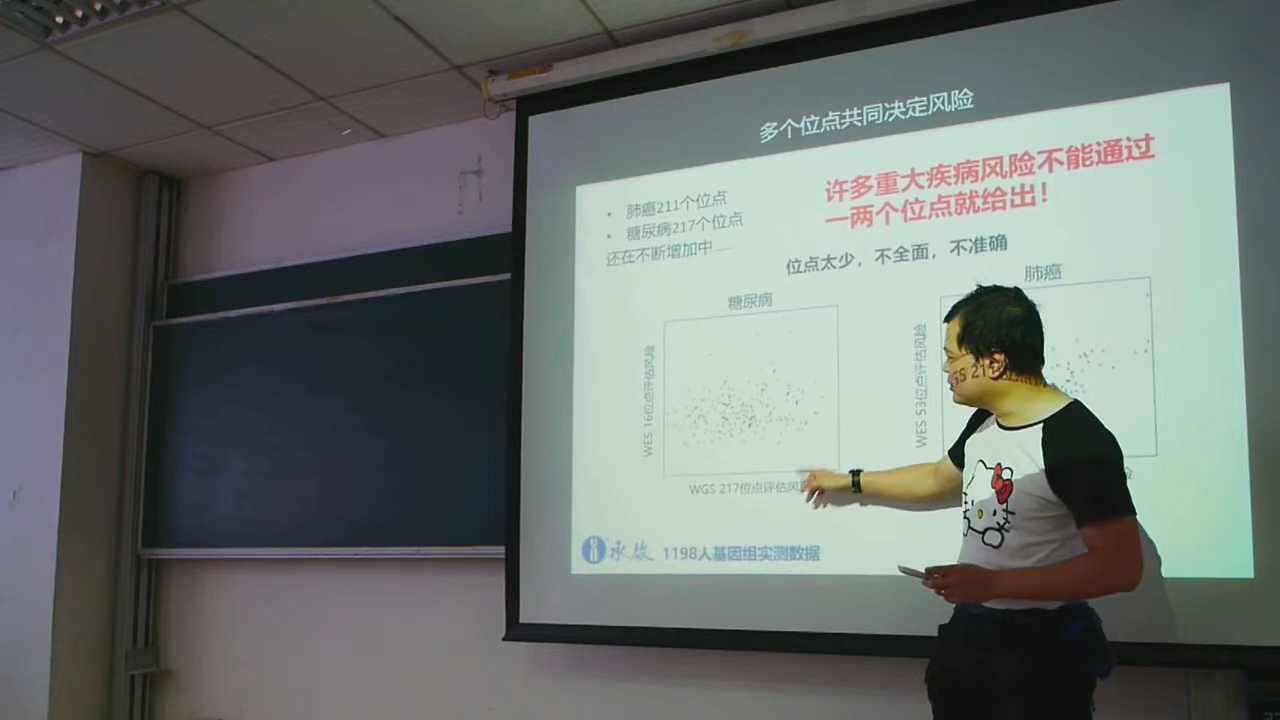 多个位点共同决定风险
许多重大疾病风险不能通过
一两个位点就给出！
• 肺癌211个位点
• 糖尿病217个位点
还在不断增加中……
位点太少，不全面，不准确
糖尿病
肺癌
WES 16位点评估风险
WES 53位点评估风险
WGS 217位点评估风
GS 21
承启 1198人基因组实测数据